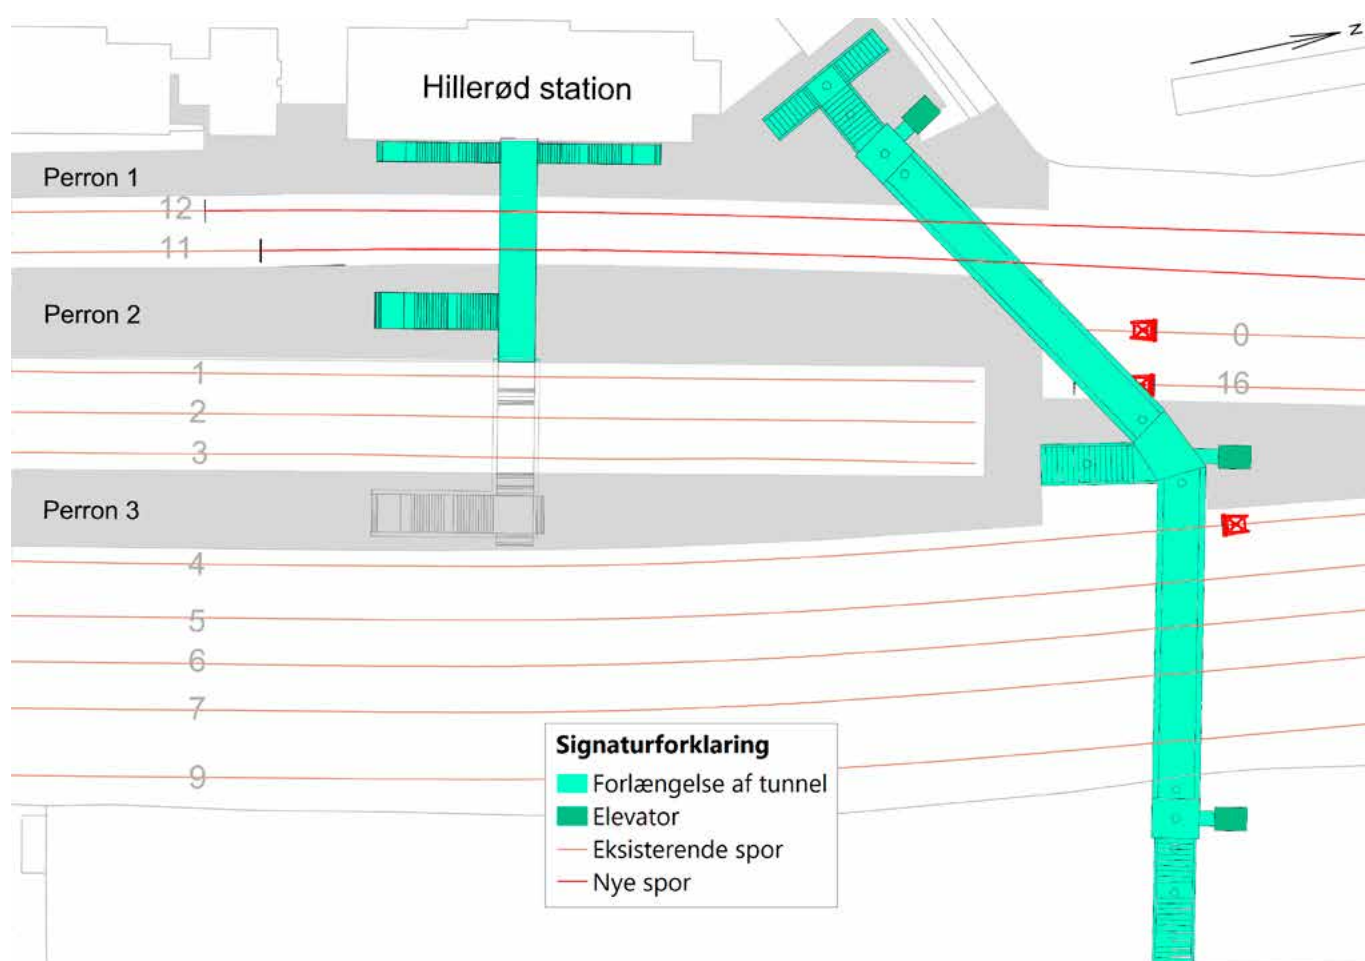 Hillerød station
N
Perron 1
12
11
Perron 2
0
1
16
2
3
Perron 3
4
5
6
7
9
Signaturforklaring
Forlængelse af tunnel
Elevator
Eksisterende spor
Nye spor